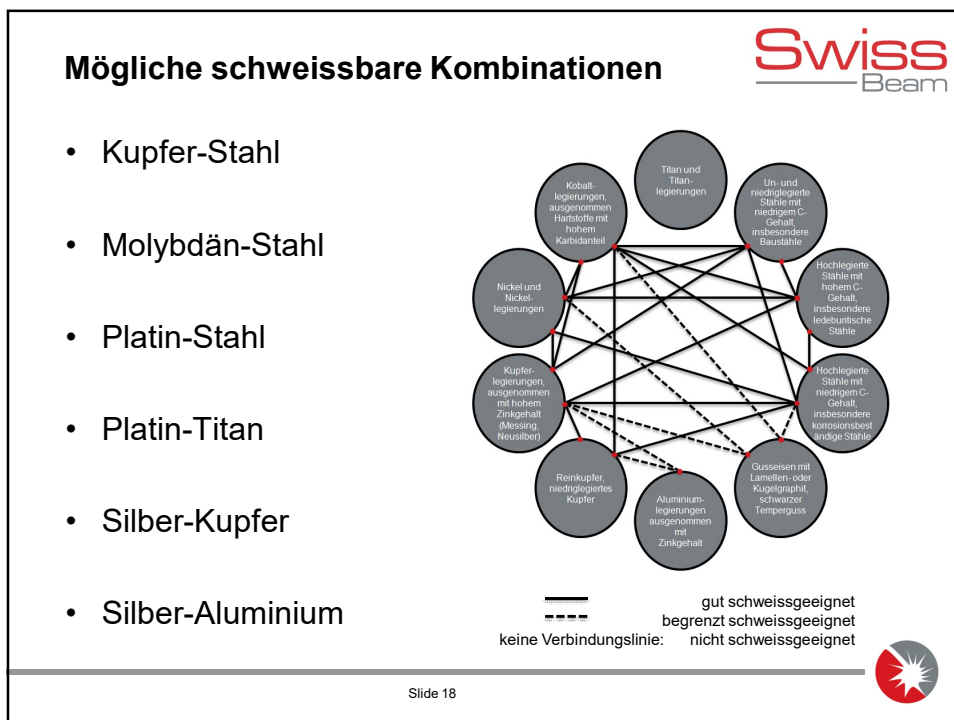 Mögliche schweissbare Kombinationen
Swiss
Beam
• Kupfer-Stahl
• Molybdän-Stahl
• Platin-Stahl
• Platin-Titan
• Silber-Kupfer
• Silber-Aluminium
Titan und
Titan-
legierungen
Un- und
niedriglegierte
Stähle mit
niedrigem C-
Gehalt,
insbesondere
Baustähle
Hochlegierte
Stähle mit
hohem C-
Gehalt,
insbesondere
ledeburitische
Stähle
Hochlegierte
Stähle mit
niedrigem C-
Gehalt,
insbesondere
korrosionsbest
ändige Stähle
Gusseisen mit
Lamellen- oder
Kugelgraphit,
schwarzer
Temperguss
Aluminium-
legierungen
ausgenommen
mit
Zinkgehalt
Reinkupfer,
niedriglegiertes
Kupfer
Kupfer-
legierungen,
ausgenommen
mit hohem
Zinkgehalt
(Messing,
Neusilber)
Nickel und
Nickel-
legierungen
Kobalt-
legierungen,
ausgenommen
Hartstoffe mit
hohem
Karbidanteil
gut schweissgeeignet
begrenzt schweissgeeignet
keine Verbindungslinie: nicht schweissgeeignet
Slide 18